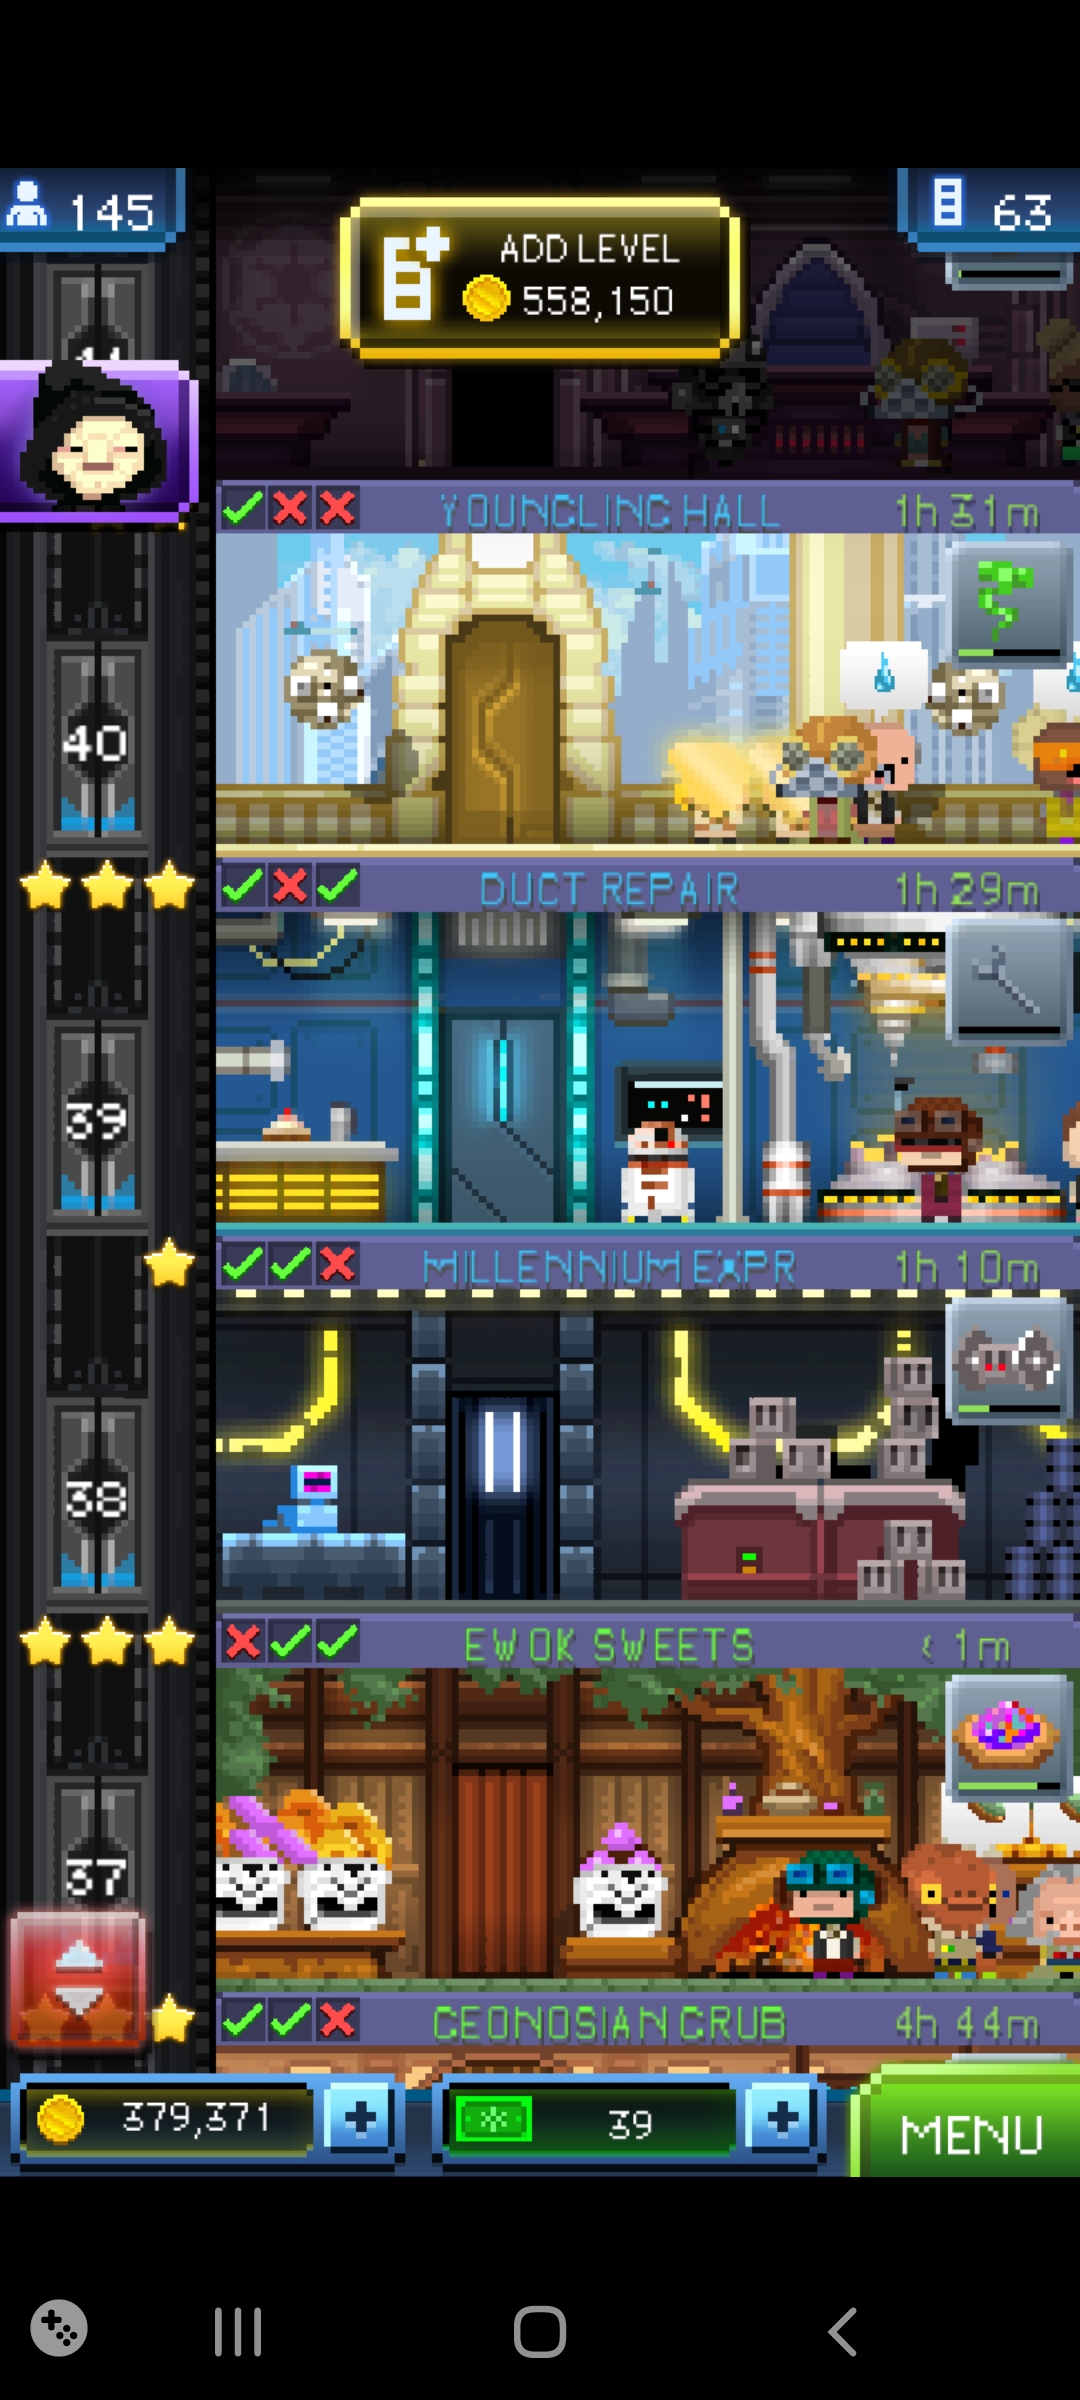 145
ADD LEVEL
558,150
63
YOUNGLING HALL
1h 31m
40
DUCT REPAIR
1h 29m
39
MILLENNIUM EXPR
1h 10m
38
EWOK SWEETS
< 1m
37
GEONOSIAN GRUB
4h 44m
379,371
39
MENU